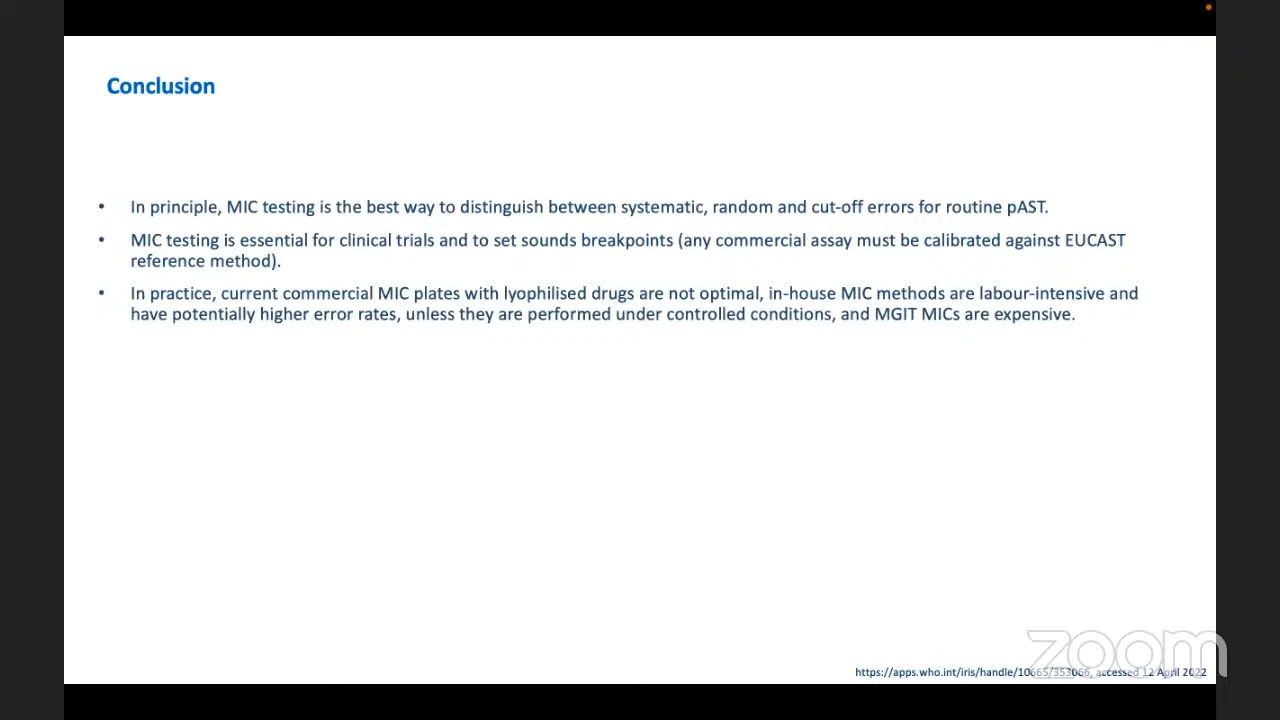 Conclusion
• In principle, MIC testing is the best way to distinguish between systematic, random and cut-off errors for routine pAST.
• MIC testing is essential for clinical trials and to set sounds breakpoints (any commercial assay must be calibrated against EUCAST
reference method).
• In practice, current commercial MIC plates with lyophilised drugs are not optimal, in-house MIC methods are labour-intensive and
have potentially higher error rates, unless they are performed under controlled conditions, and MGIT MICs are expensive.
zoom
https://apps.who.int/iris/handle/10665/353066, accessed 12 April 2022